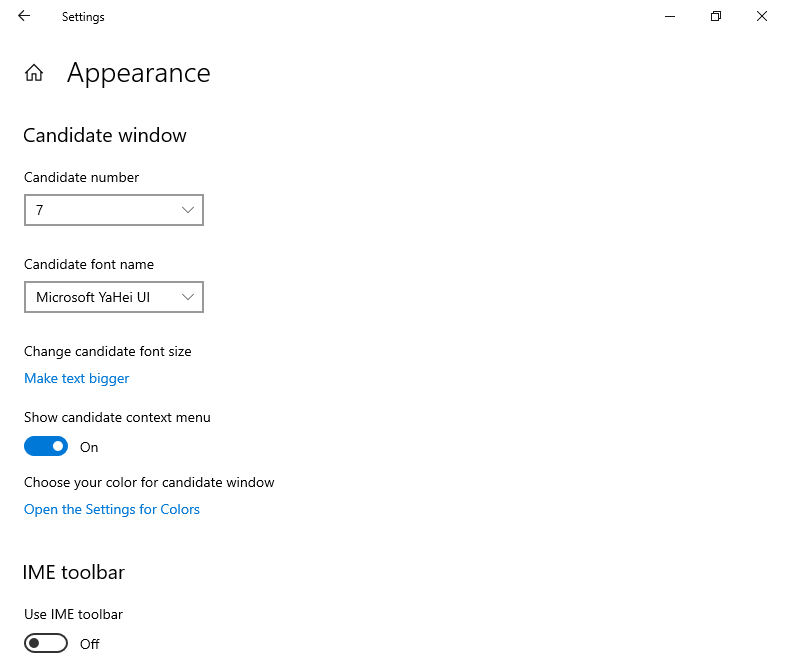 Settings
Appearance
Candidate window
Candidate number
7
Candidate font name
Microsoft YaHei UI
Change candidate font size
Make text bigger
Show candidate context menu
On
Choose your color for candidate window
Open the Settings for Colors
IME toolbar
Use IME toolbar
Off